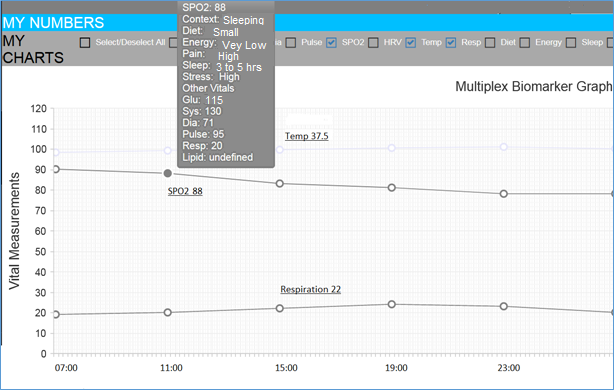 SPO2: 88
Context: Sleeping
Diet: Small
Energy: Vey Low
Pain: High
Sleep: 3 to 5 hrs
Stress: High
Other Vitals
Glu: 115
Sys: 130
Dia: 71
Pulse: 95
Resp: 20
Lipid: undefined
MY NUMBERS
MY CHARTS
Select/Deselect All
Pulse
SPO2
HRV
Temp
Resp
Diet
Energy
Sleep
Multiplex Biomarker Graph
Vital Measurements
120
110
100
90
80
70
60
50
40
30
20
10
0
Temp 37.5
SPO2 88
Respiration 22
07:00
11:00
15:00
19:00
23:00